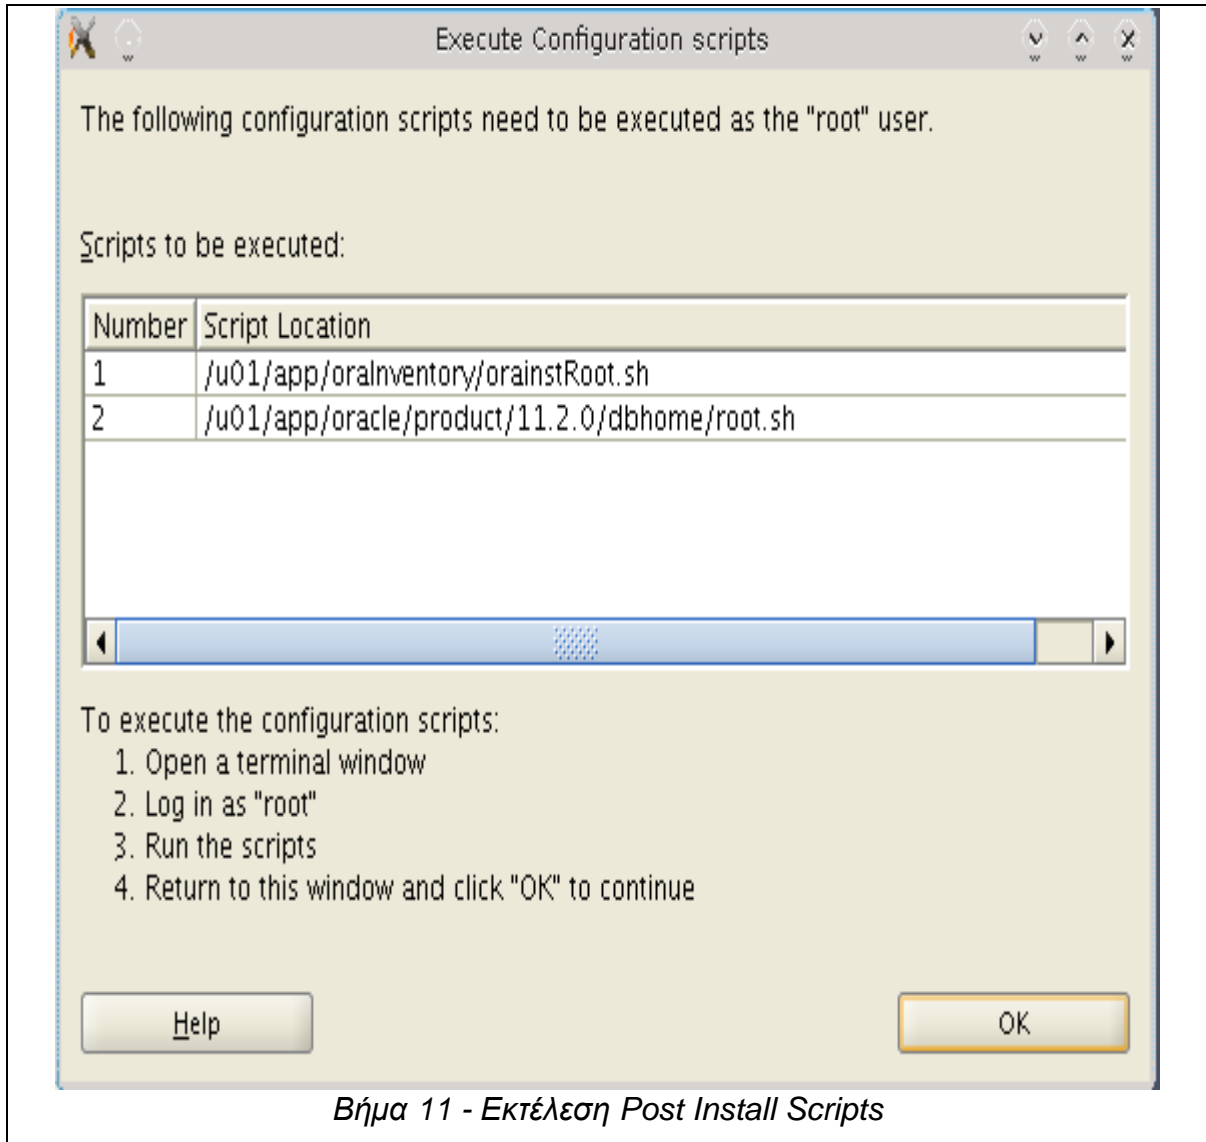 Execute Configuration scripts
The following configuration scripts need to be executed as the "root" user.
Scripts to be executed:
Number Script Location
1 /u01/app/oraInventory/orainstRoot.sh
2 /u01/app/oracle/product/11.2.0/dbhome/root.sh
To execute the configuration scripts:
1. Open a terminal window
2. Log in as "root"
3. Run the scripts
4. Return to this window and click "OK" to continue
Help OK
Βήμα 11 - Εκτέλεση Post Install Scripts